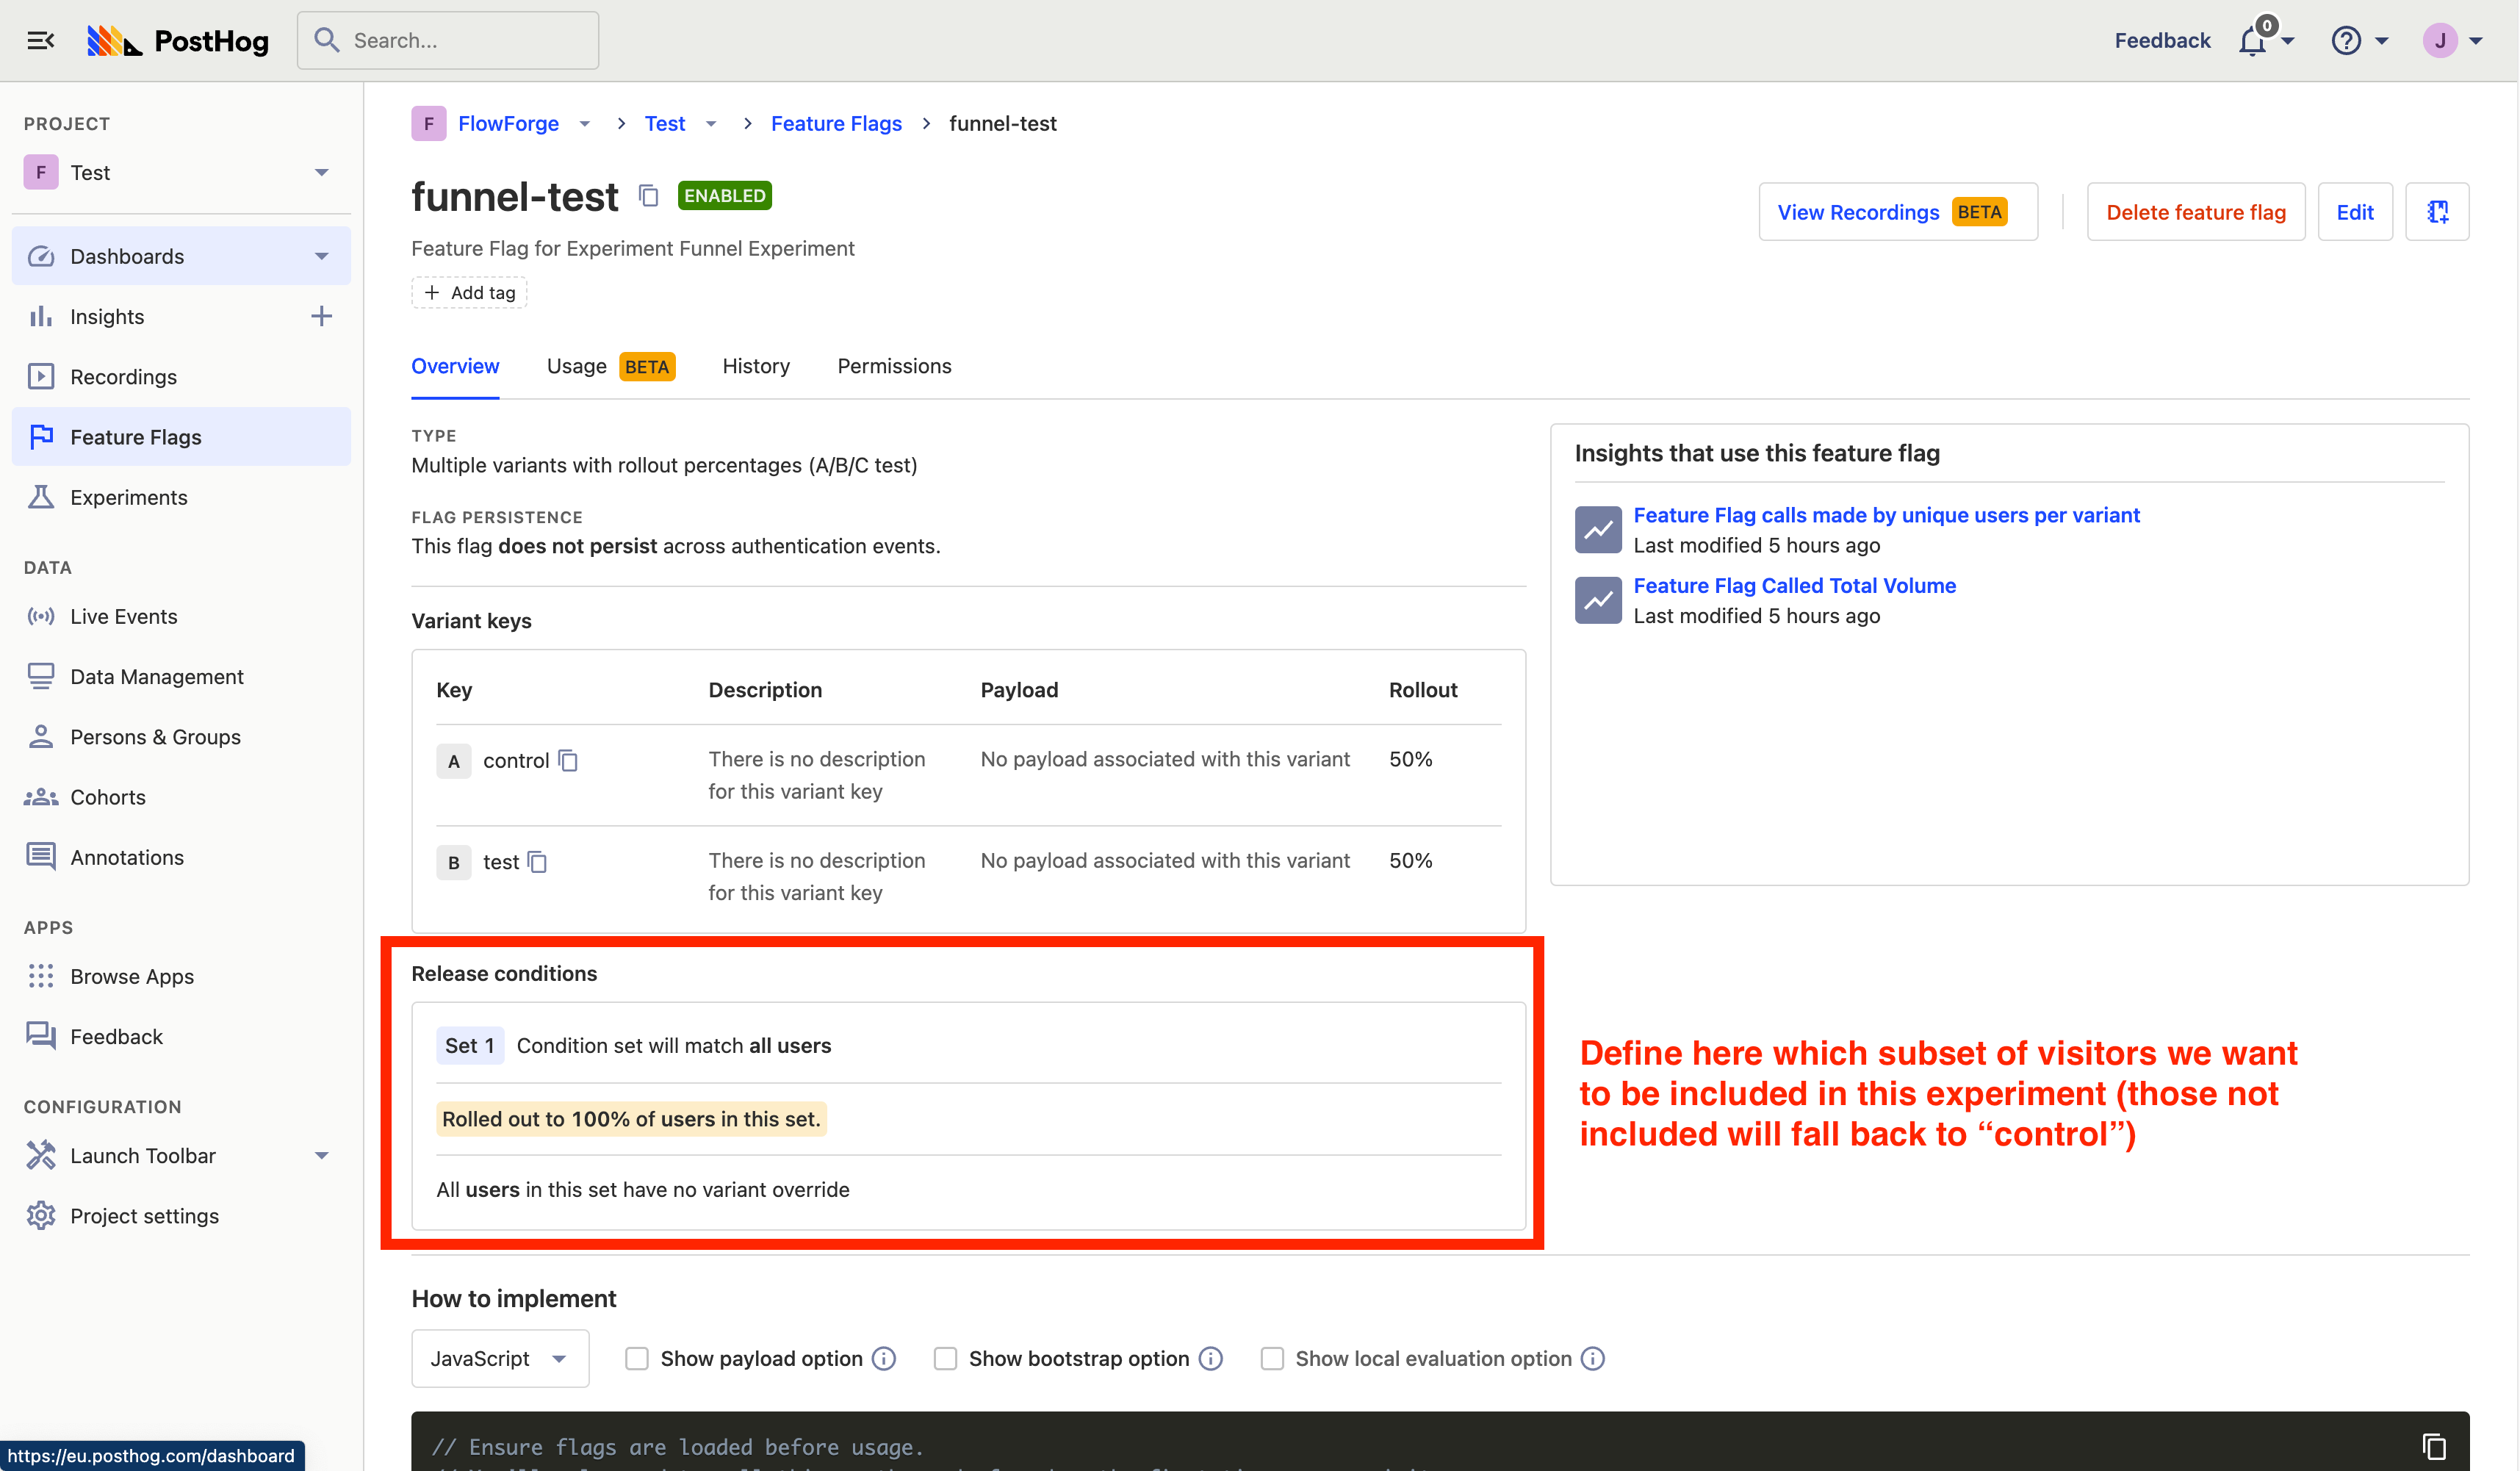 PostHog
Search...
Feedback
0
J
PROJECT
F
Test
Dashboards
Insights
Recordings
Feature Flags
Experiments
DATA
Live Events
Data Management
Persons & Groups
Cohorts
Annotations
APPS
Browse Apps
Feedback
CONFIGURATION
Launch Toolbar
Project settings
https://eu.posthog.com/dashboard
F FlowForge > Test > Feature Flags > funnel-test
funnel-test ENABLED
View Recordings BETA
Delete feature flag
Edit
Feature Flag for Experiment Funnel Experiment
+ Add tag
Overview Usage BETA History Permissions
TYPE
Multiple variants with rollout percentages (A/B/C test)
FLAG PERSISTENCE
This flag does not persist across authentication events.
Variant keys
Key Description Payload Rollout
A control There is no description No payload associated with this variant 50%
for this variant key
B test There is no description No payload associated with this variant 50%
for this variant key
Insights that use this feature flag
Feature Flag calls made by unique users per variant
Last modified 5 hours ago
Feature Flag Called Total Volume
Last modified 5 hours ago
Release conditions
Set 1 Condition set will match all users
Rolled out to 100% of users in this set.
All users in this set have no variant override
Define here which subset of visitors we want
to be included in this experiment (those not
included will fall back to “control”)
How to implement
JavaScript
Show payload option
Show bootstrap option
Show local evaluation option
// Ensure flags are loaded before usage.